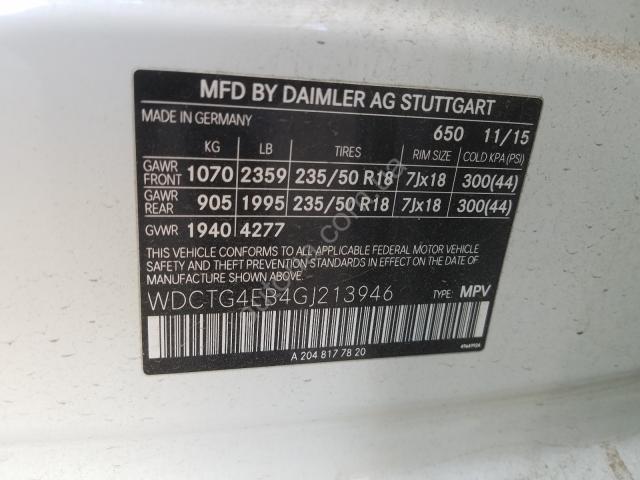 MFD BY DAIMLER AG STUTTGART
MADE IN GERMANY 650 11/15
KG LB TIRES RIM SIZE COLD KPA (PSI)
GAWR FRONT 1070 2359 235/50 R18 7Jx18 300(44)
GAWR REAR 905 1995 235/50 R18 7Jx18 300(44)
GVWR 1940 4277
THIS VEHICLE CONFORMS TO ALL APPLICABLE FEDERAL MOTOR VEHICLE
SAFETY STANDARDS IN EFFECT ON THE DATE
OF MANUFACTURE SHOWN ABOVE.
WDCTG4EB4GJ213946 TYPE: MPV
A 204 817 78 20